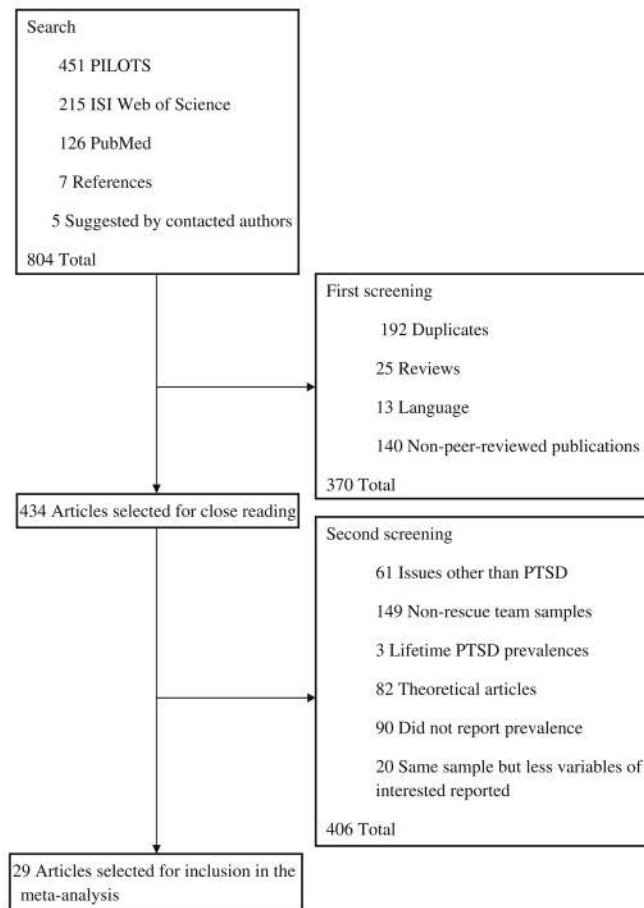 Search
451 PILOTS
215 ISI Web of Science
126 PubMed
7 References
5 Suggested by contacted authors
804 Total
First screening
192 Duplicates
25 Reviews
13 Language
140 Non-peer-reviewed publications
370 Total
434 Articles selected for close reading
Second screening
61 Issues other than PTSD
149 Non-rescue team samples
3 Lifetime PTSD prevalences
82 Theoretical articles
90 Did not report prevalence
20 Same sample but less variables of
interested reported
406 Total
29 Articles selected for inclusion in the
meta-analysis